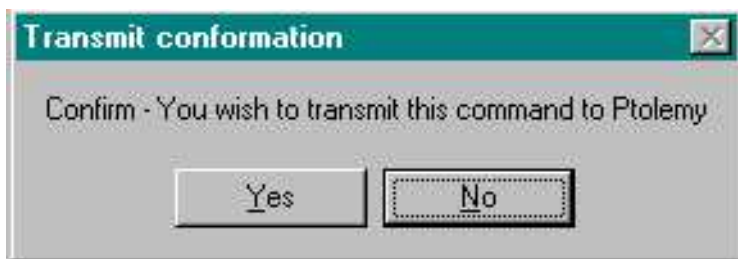 Transmit conformation
Confirm - You wish to transmit this command to Ptolemy
Yes
No